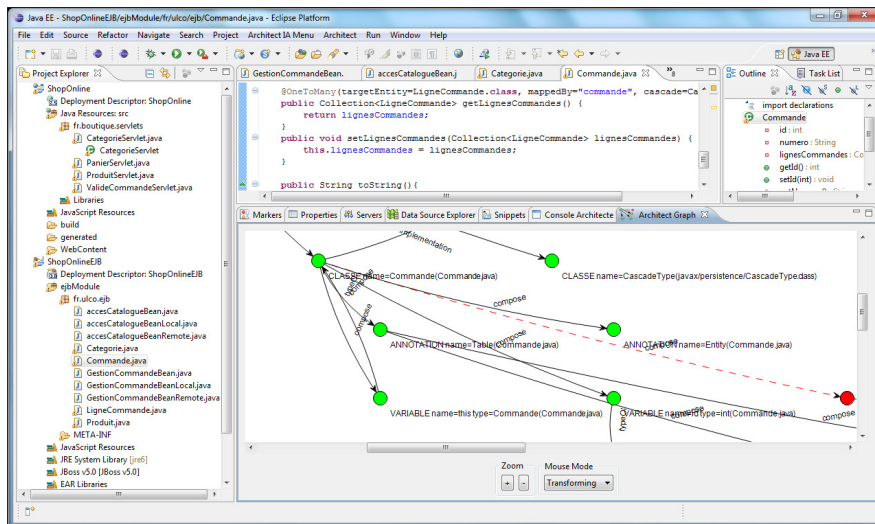 Java EE - ShopOnlineEJB/ejbModule/fr/ulco/ejb/Commande.java - Eclipse Platform
File Edit Source Refactor Navigate Search Project Architect IA Menu Architect Run Window Help
Java EE
Project Explorer
ShopOnline
Deployment Descriptor: ShopOnline
Java Resources: src
fr.boutique.servlets
CategorieServlet.java
CategorieServlet
PanierServlet.java
ProduitServlet.java
ValideCommandeServlet.java
Libraries
JavaScript Resources
build
generated
WebContent
ShopOnlineEJB
Deployment Descriptor: ShopOnlineEJB
ejbModule
fr.ulco.ejb
accesCatalogueBean.java
accesCatalogueBeanLocal.java
accesCatalogueBeanRemote.java
Categorie.java
Commande.java
GestionCommandeBean.java
GestionCommandeBeanLocal.java
GestionCommandeBeanRemote.java
LigneCommande.java
Produit.java
META-INF
JavaScript Resources
JRE System Library [jre6]
JBoss v5.0 [JBoss v5.0]
EAR Libraries
GestionCommandeBean. accesCatalogueBean.j Categorie.java Commande.java »8
@OneToMany(targetEntity=LigneCommande.class, mappedBy="commande", cascade=Ca
public Collection<LigneCommande> getLignesCommandes() {
return lignesCommandes;
}
public void setLignesCommandes(Collection<LigneCommande> lignesCommandes) {
this.lignesCommandes = lignesCommandes;
}
public String toString(){
Outline Task List
import declarations
Commande
id : int
numero : String
lignesCommandes : Co
getId() : int
setId(int) : void
Markers Properties Servers Data Source Explorer Snippets Console Architecte Architect Graph
implementation
CLASSE name=Commande(Commande.java)
CLASSE name=CascadeType(javax/persistence/CascadeType.class)
compose
compose
compose
compose
compose
ANNOTATION name=Table(Commande.java)
ANNOTATION name=Entity(Commande.java)
VARIABLE name=this type=Commande(Commande.java)
VARIABLE name=id type=int(Commande.java)
compose
compose
type
Zoom
+ -
Mouse Mode
Transforming